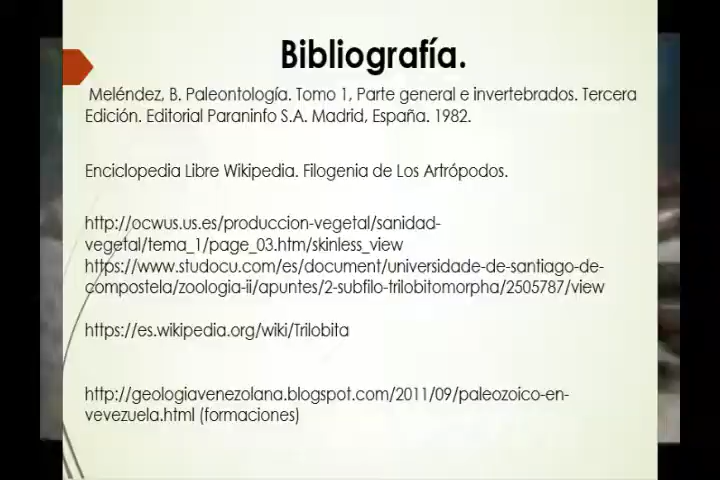 Bibliografía.
Meléndez, B. Paleontología. Tomo 1, Parte general e invertebrados. Tercera
Edición. Editorial Paraninfo S.A. Madrid, España. 1982.
Enciclopedia Libre Wikipedia. Filogenia de Los Artrópodos.
http://ocwus.us.es/produccion-vegetal/sanidad-
vegetal/tema_1/page_03.htm/skinless_view
https://www.studocu.com/es/document/universidade-de-santiago-de-
compostela/zoologia-ii/apuntes/2-subfilo-trilobitomorpha/2505787/view
https://es.wikipedia.org/wiki/Trilobita
http://geologiavenezolana.blogspot.com/2011/09/paleozoico-en-
vevezuela.html (formaciones)